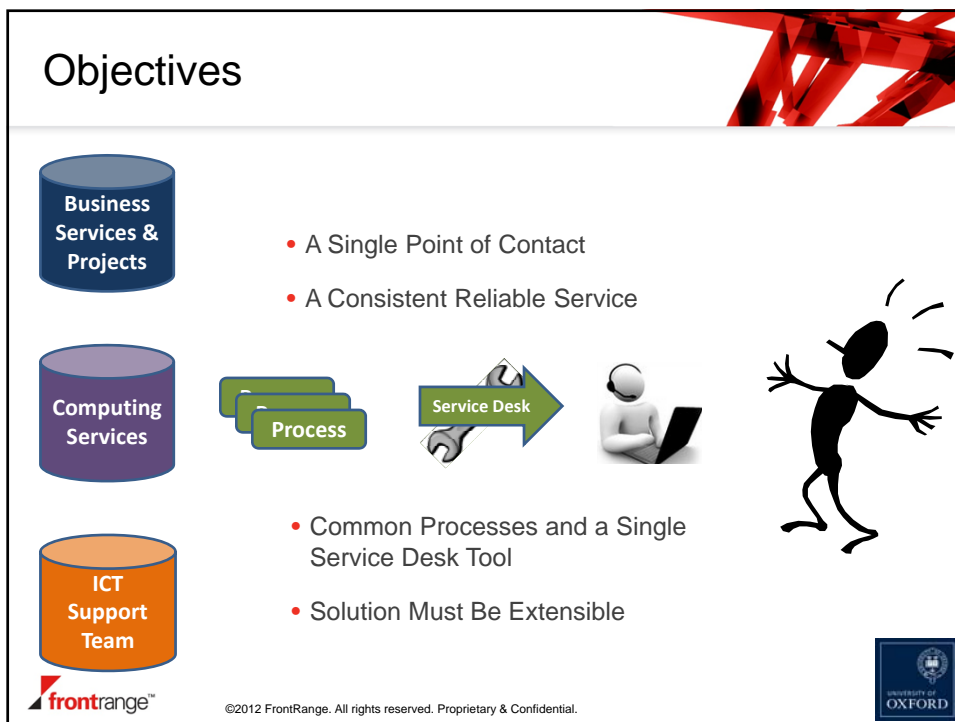 Objectives
Business
Services &
Projects
• A Single Point of Contact
• A Consistent Reliable Service
Computing
Services
Process
Service Desk
• Common Processes and a Single
Service Desk Tool
• Solution Must Be Extensible
ICT
Support
Team
frontrange™
©2012 FrontRange. All rights reserved. Proprietary & Confidential.
UNIVERSITY OF
OXFORD